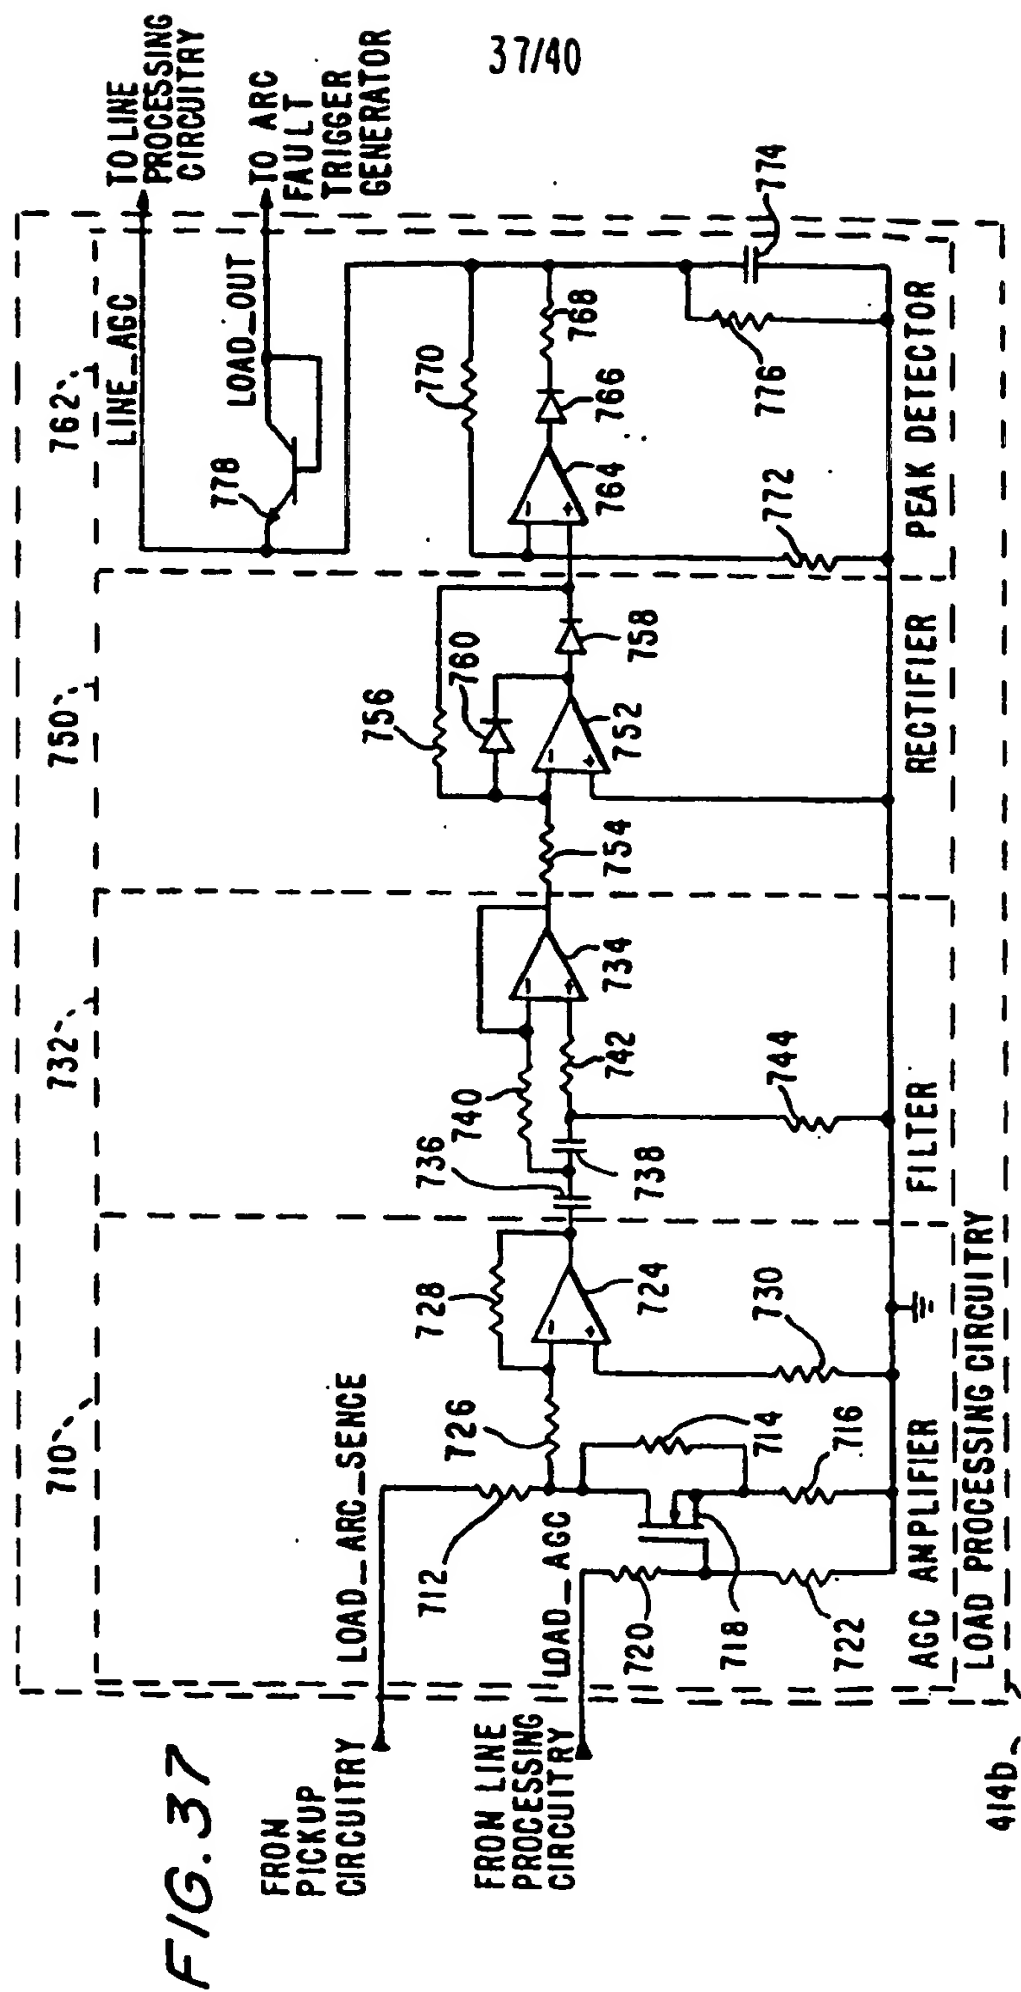 37/40
FIG. 37
FROM
PICKUP
CIRCUITRY
FROM LINE
PROCESSING
CIRCUITRY
414b
710
LOAD_ARC_SENCE
712
LOAD_AGC
720
718
722
726
714
716
728
724
730
AGC AMPLIFIER
LOAD PROCESSING CIRCUITRY
732
736
740
738
742
734
744
FILTER
750
756
760
754
752
758
RECTIFIER
762
LINE_AGC
778
LOAD_OUT
770
764
766
768
772
776
774
PEAK DETECTOR
TO LINE
PROCESSING
CIRCUITRY
TO ARC
FAULT
TRIGGER
GENERATOR